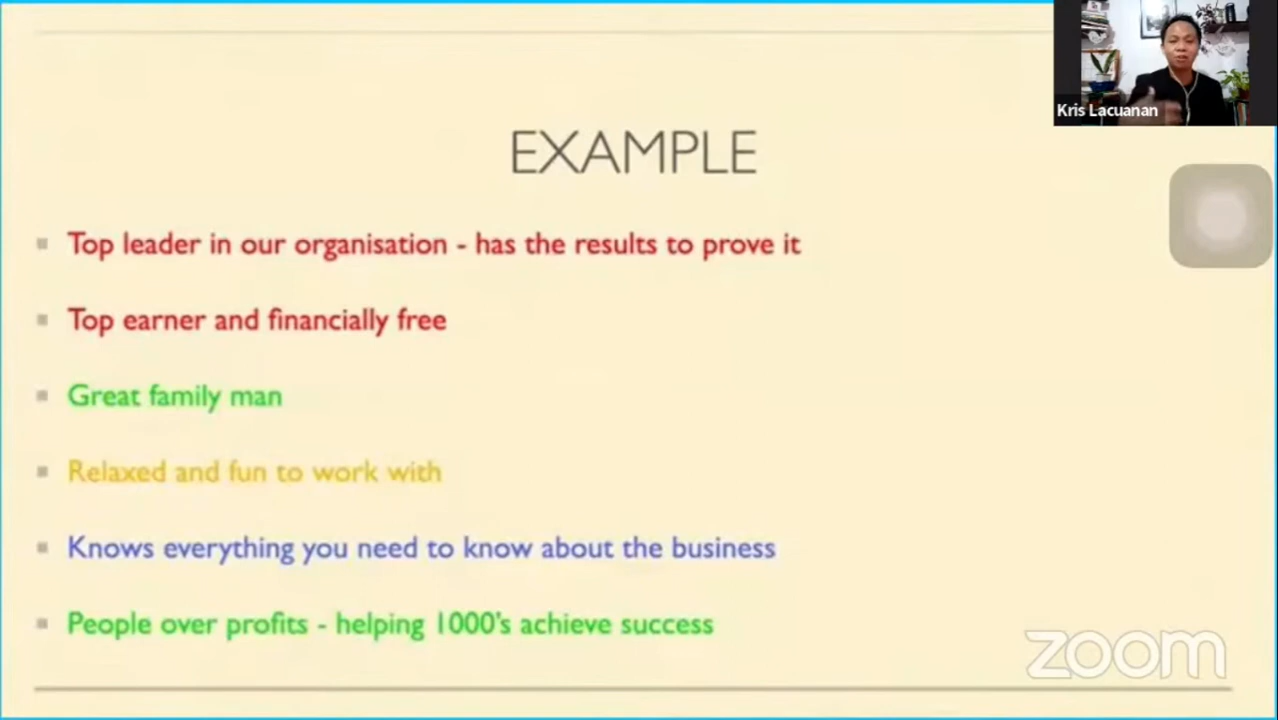 Kris Lacuanan
EXAMPLE
Top leader in our organisation - has the results to prove it
Top earner and financially free
Great family man
Relaxed and fun to work with
Knows everything you need to know about the business
People over profits - helping 1000's achieve success
zoom